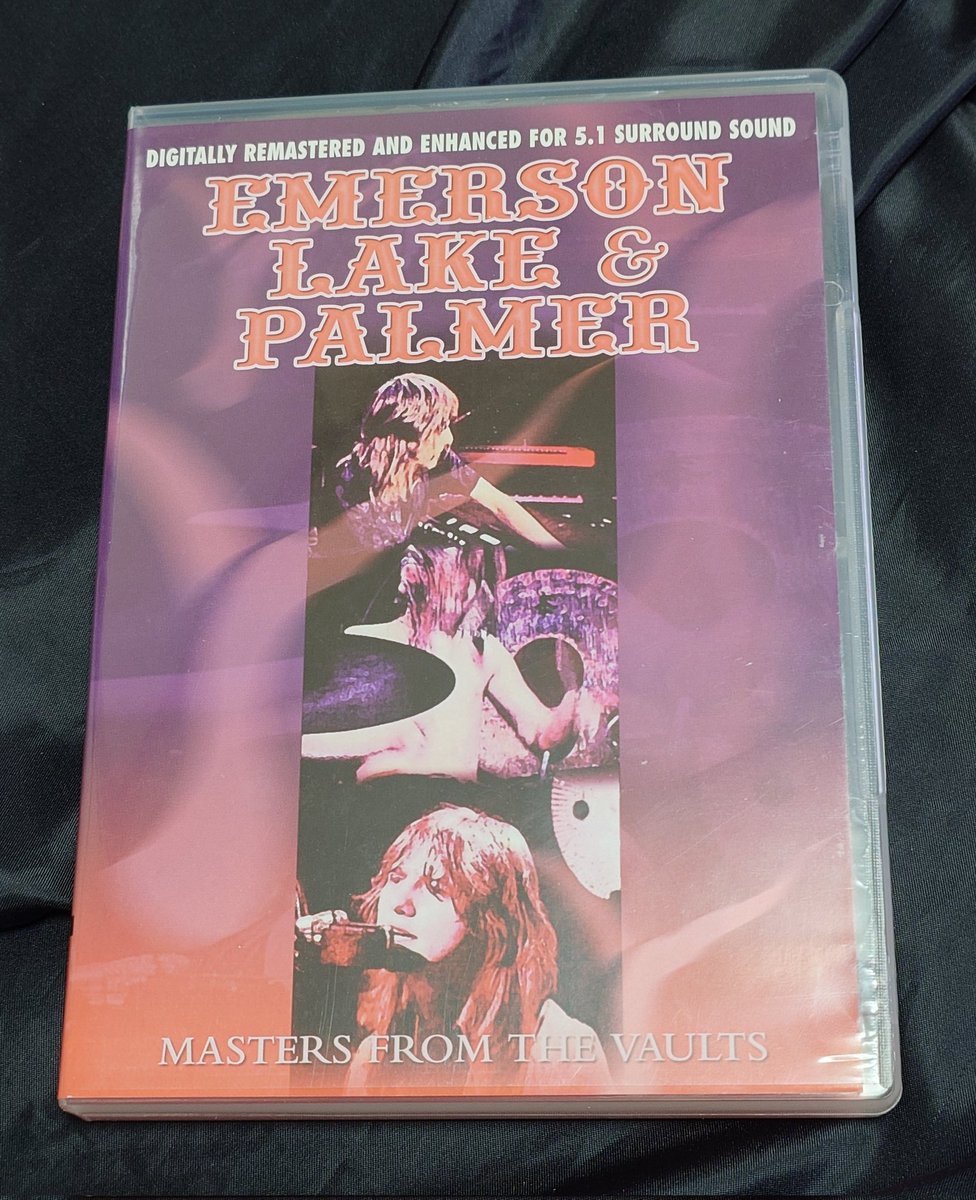 DIGITALLY REMASTERED AND ENHANCED FOR 5.1 SURROUND SOUND
EMERSON
LAKE &
PALMER
MASTERS FROM THE VAULTS